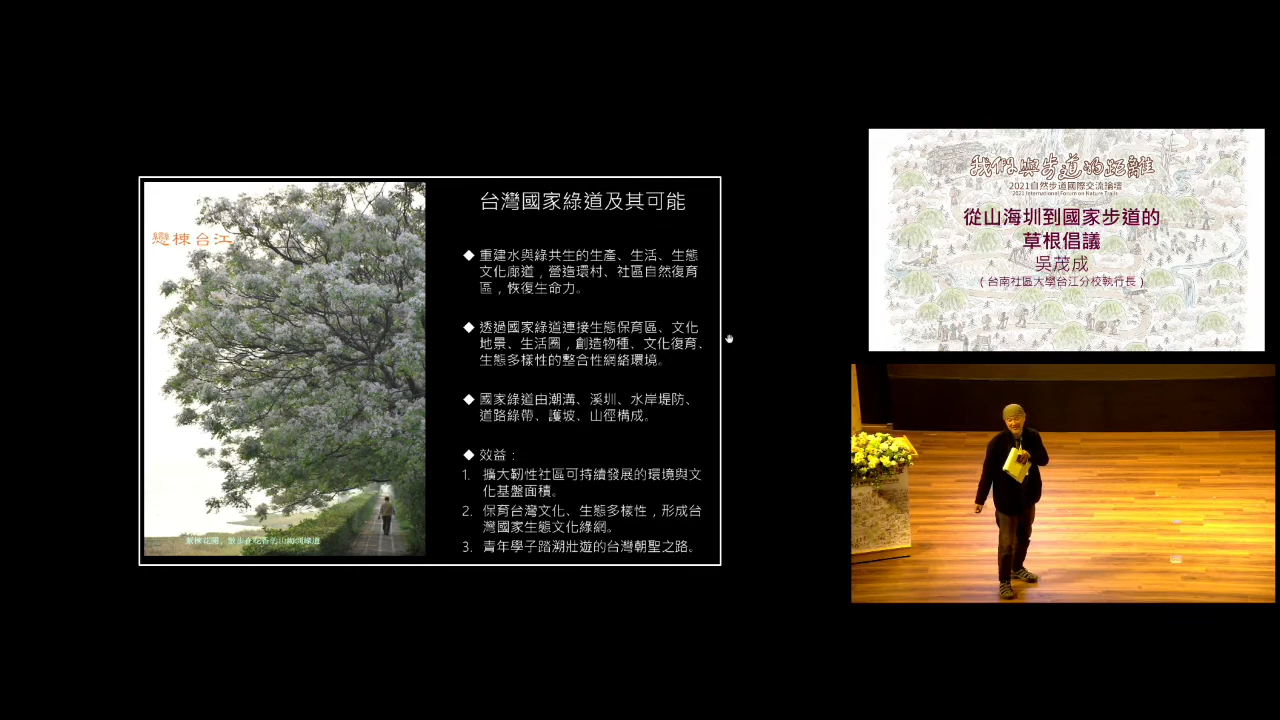 台灣國家綠道及其可能
戀棟台江
◆ 重建水與綠共生的生產、生活、生態
文化廊道，營造環村、社區自然復育
區，恢復生命力。
◆ 透過國家綠道連接生態保育區、文化
地景、生活圈，創造物種、文化復育、
生態多樣性的整合性網絡環境。
◆ 國家綠道由潮溝、溪圳、水岸堤防、
道路綠帶、護坡、山徑構成。
◆ 效益：
1. 擴大韌性社區可持續發展的環境與文
化基盤面積。
2. 保育台灣文化、生態多樣性，形成台
灣國家生態文化綠網。
3. 青年學子踏溯壯遊的台灣朝聖之路。
我們與步道的距離
2021自然步道國際交流論壇
2021 International Forum on Nature Trails
從山海圳到國家步道的
草根倡議
吳茂成
（台南社區大學台江分校執行長）